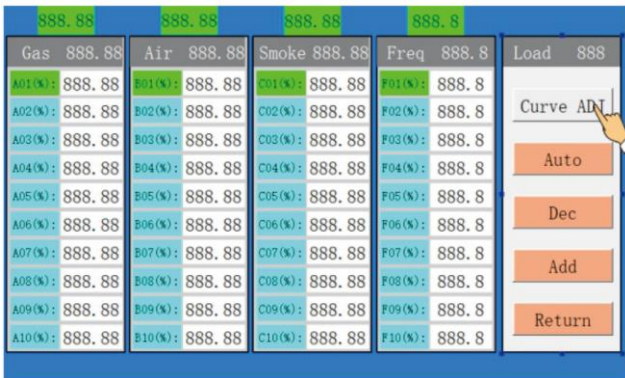 888.88 888.88 888.88 888.8
Gas 888.88 Air 888.88 Smoke 888.88 Freq 888.8 Load 888
A01(%): 888.88 B01(%): 888.88 C01(%): 888.88 F01(%): 888.8
A02(%): 888.88 B02(%): 888.88 C02(%): 888.88 F02(%): 888.8
Curve ADJ
A03(%): 888.88 B03(%): 888.88 C03(%): 888.88 F03(%): 888.8
A04(%): 888.88 B04(%): 888.88 C04(%): 888.88 F04(%): 888.8
Auto
A05(%): 888.88 B05(%): 888.88 C05(%): 888.88 F05(%): 888.8
A06(%): 888.88 B06(%): 888.88 C06(%): 888.88 F06(%): 888.8
Dec
A07(%): 888.88 B07(%): 888.88 C07(%): 888.88 F07(%): 888.8
A08(%): 888.88 B08(%): 888.88 C08(%): 888.88 F08(%): 888.8
Add
A09(%): 888.88 B09(%): 888.88 C09(%): 888.88 F09(%): 888.8
A10(%): 888.88 B10(%): 888.88 C10(%): 888.88 F10(%): 888.8
Return